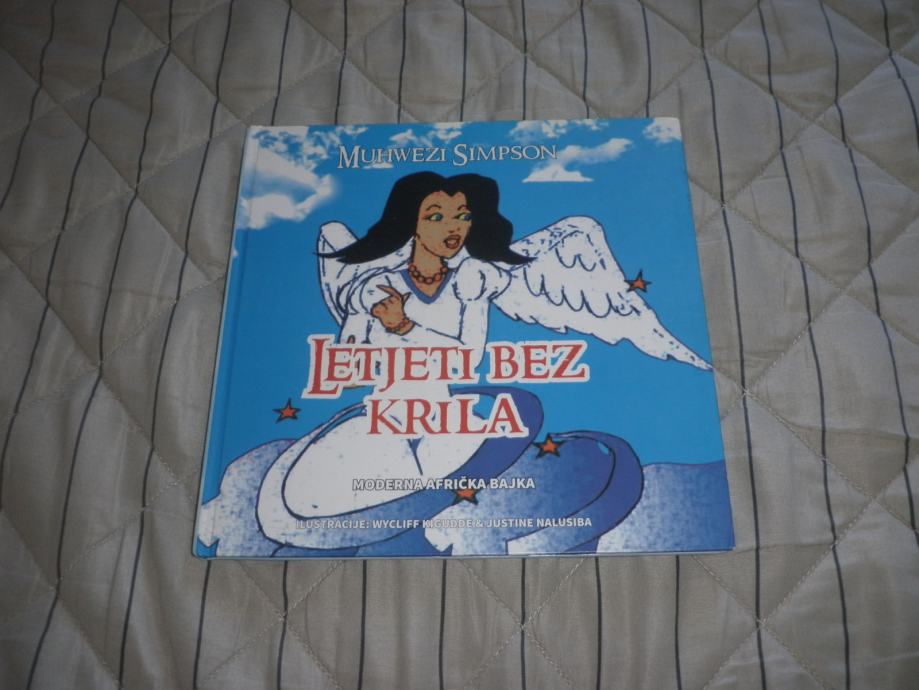 MUHWEZI SIMPSON
LETJETI BEZ
KRILA
MODERNA AFRIČKA BAJKA
ILUSTRACIJE: WYCLIFF KIGUDDE & JUSTINE NALUSIBA